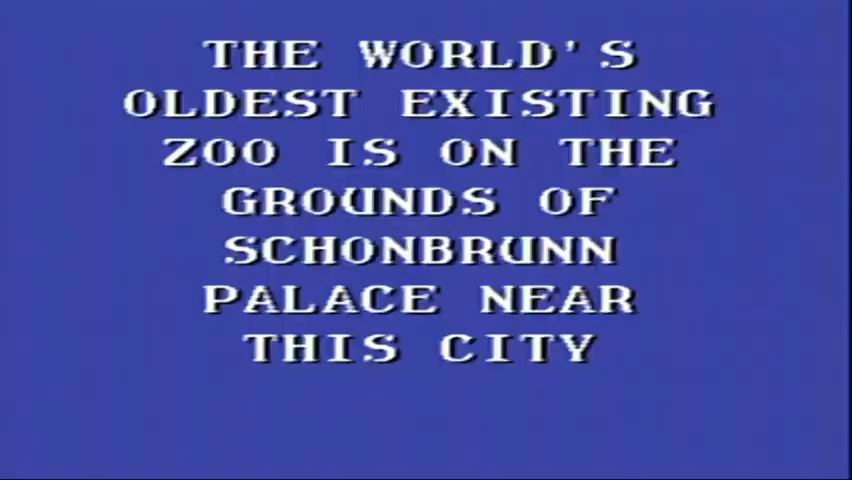 THE WORLD'S
OLDEST EXISTING
ZOO IS ON THE
GROUNDS OF
SCHONBRUNN
PALACE NEAR
THIS CITY